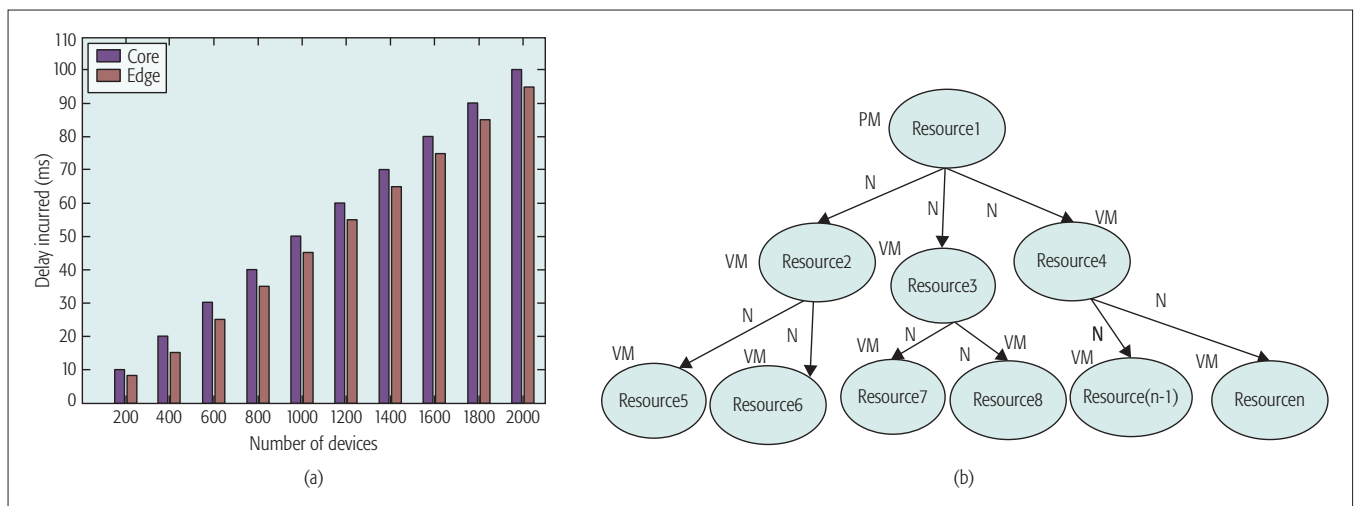 110
100
90
80
70
60
50
40
30
20
10
0
Delay incurred (ms)
Core
Edge
200 400 600 800 1000 1200 1400 1600 1800 2000
Number of devices
(a)
PM
Resource1
N
N
N
VM
VM
Resource2
VM
Resource3
Resource4
N
N
N
N
N
N
VM
VM
VM
VM
VM
VM
Resource5
Resource6
Resource7
Resource8
Resource(n-1)
Resourcen
(b)